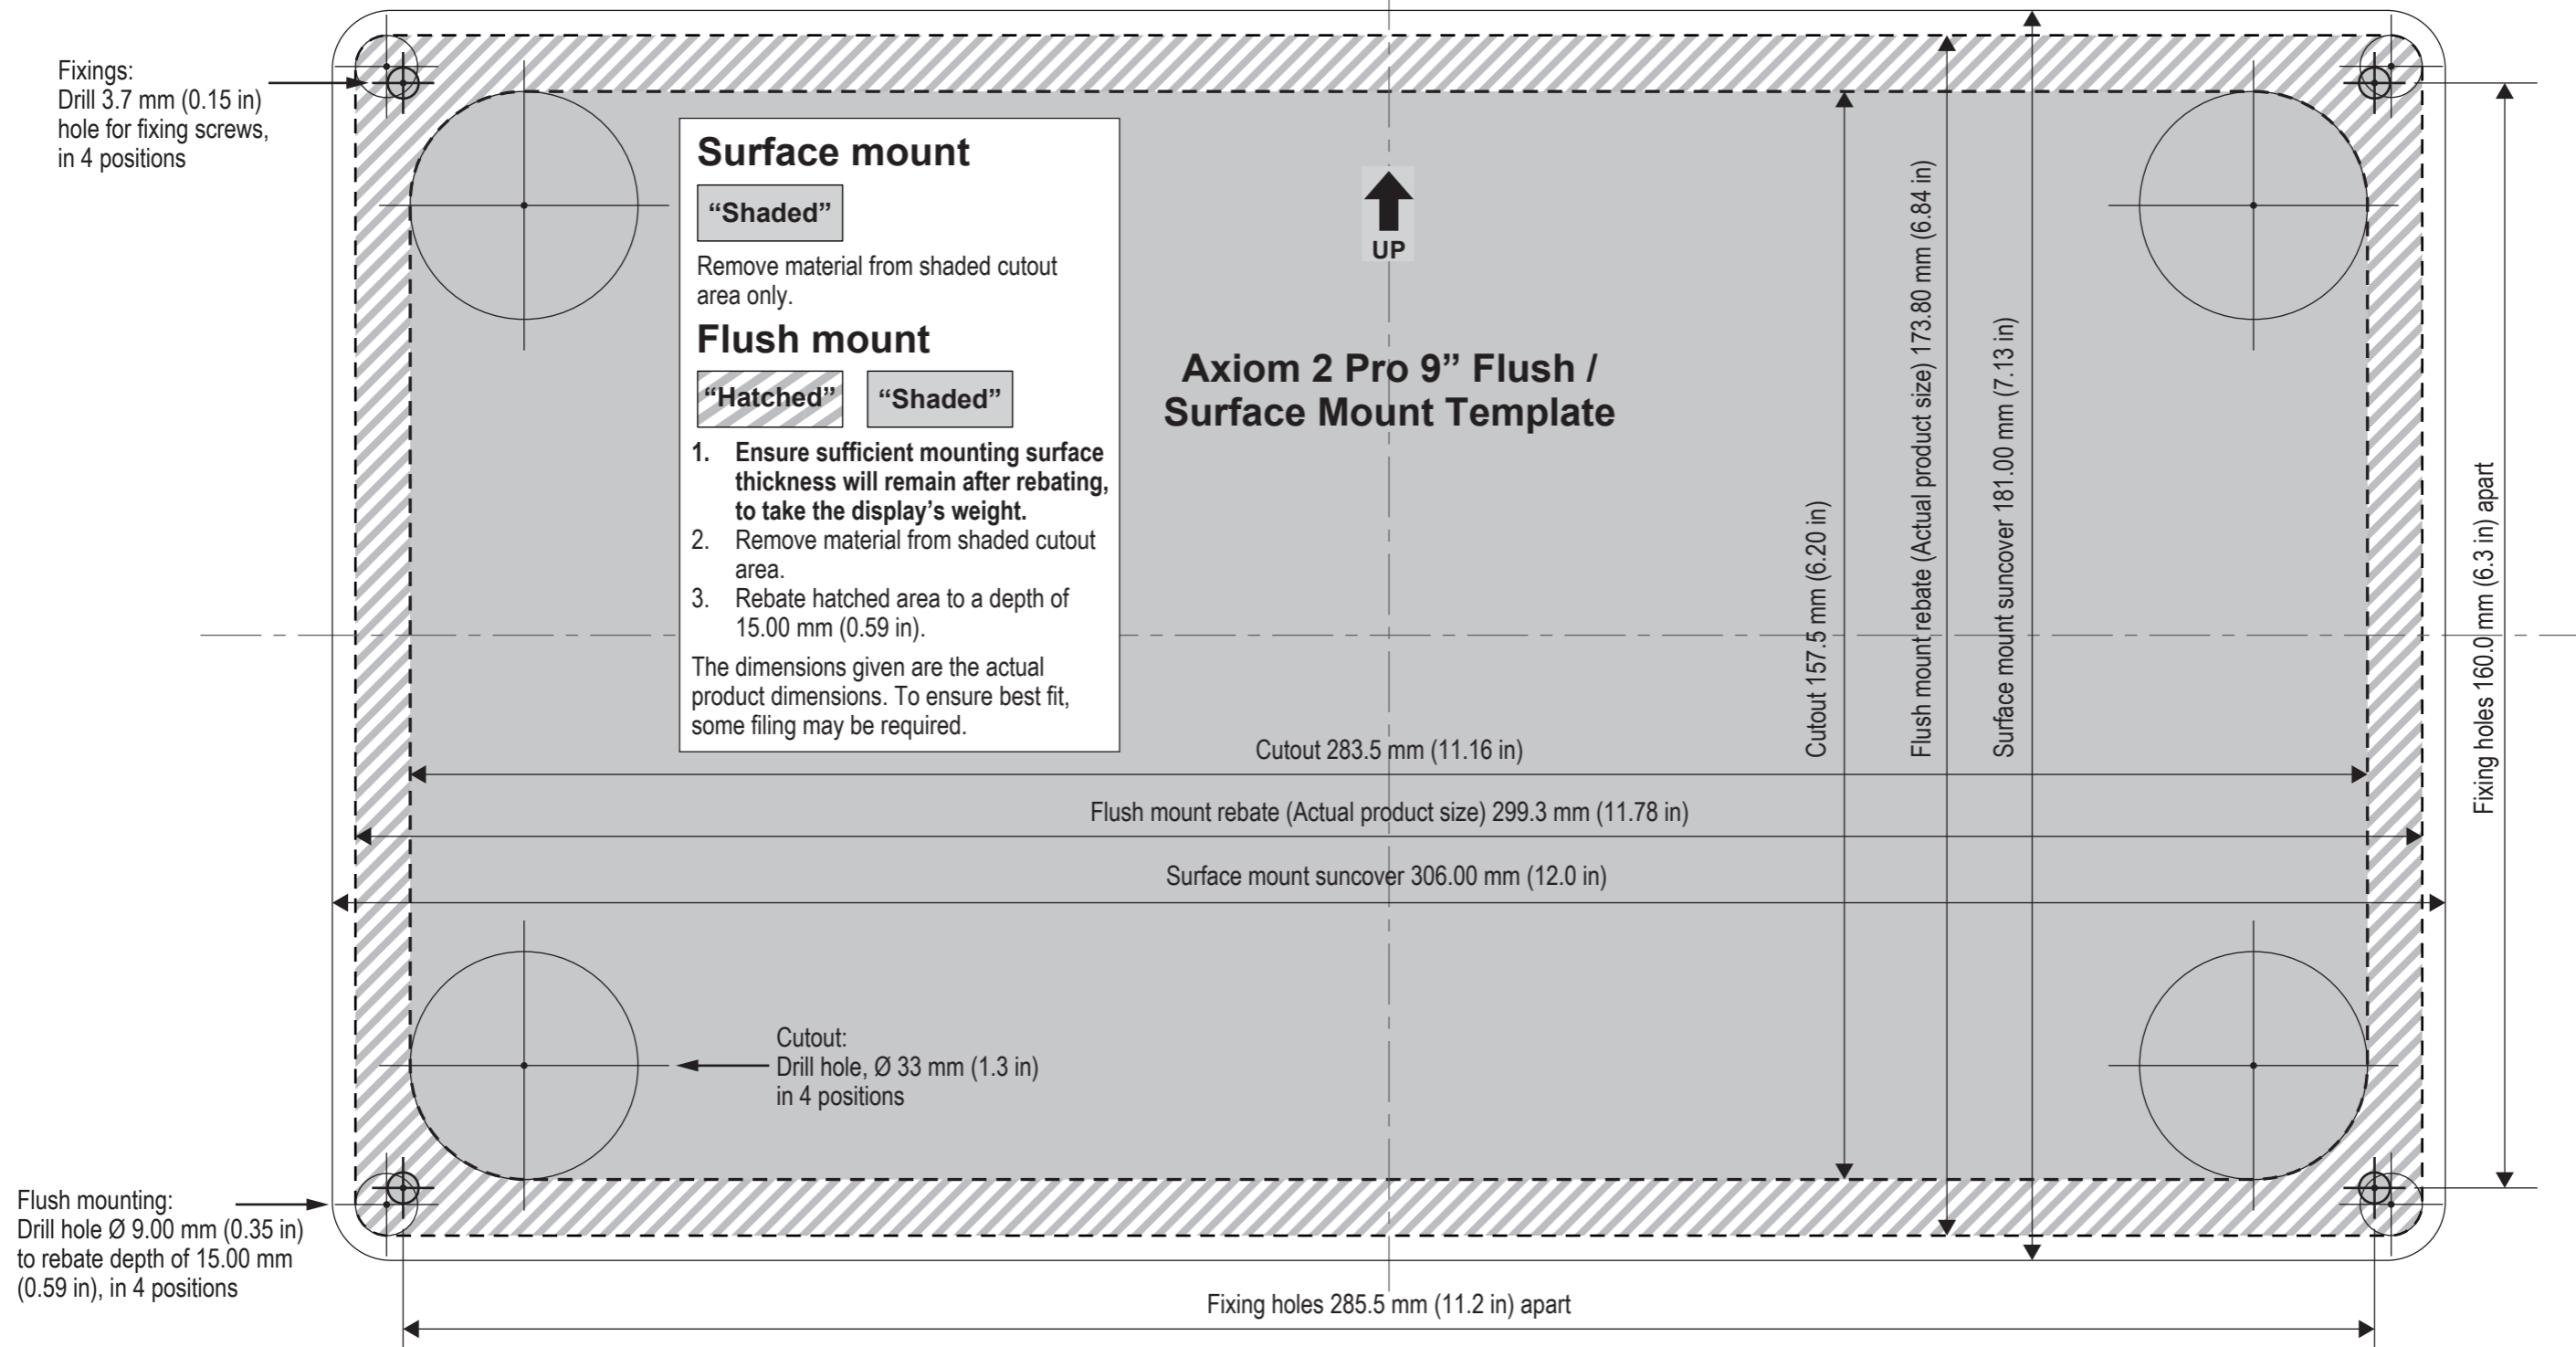 Fixings:
Drill 3.7 mm (0.15 in)
hole for fixing screws,
in 4 positions
Surface mount
“Shaded”
Remove material from shaded cutout
area only.
Flush mount
“Hatched” “Shaded”
1. Ensure sufficient mounting surface
thickness will remain after rebating,
to take the display’s weight.
2. Remove material from shaded cutout
area.
3. Rebate hatched area to a depth of
15.00 mm (0.59 in).
The dimensions given are the actual
product dimensions. To ensure best fit,
some filing may be required.
UP
Axiom 2 Pro 9” Flush /
Surface Mount Template
Cutout 157.5 mm (6.20 in)
Flush mount rebate (Actual product size) 173.80 mm (6.84 in)
Surface mount suncover 181.00 mm (7.13 in)
Fixing holes 160.0 mm (6.3 in) apart
Cutout 283.5 mm (11.16 in)
Flush mount rebate (Actual product size) 299.3 mm (11.78 in)
Surface mount suncover 306.00 mm (12.0 in)
Cutout:
Drill hole, Ø 33 mm (1.3 in)
in 4 positions
Flush mounting:
Drill hole Ø 9.00 mm (0.35 in)
to rebate depth of 15.00 mm
(0.59 in), in 4 positions
Fixing holes 285.5 mm (11.2 in) apart